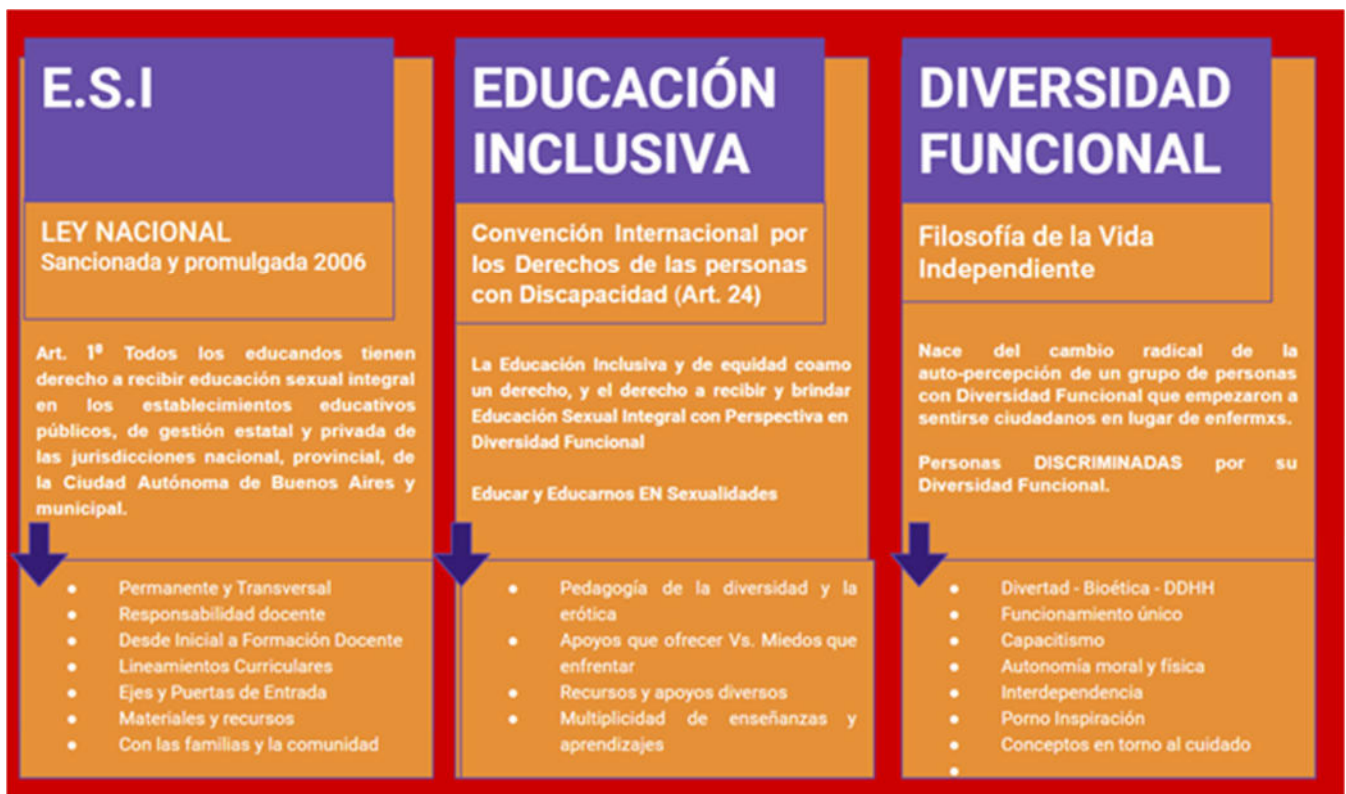 E.S.I
LEY NACIONAL
Sancionada y promulgada 2006
Art. 1º Todos los educandos tienen
derecho a recibir educación sexual integral
en los establecimientos educativos
públicos, de gestión estatal y privada de
las jurisdicciones nacional, provincial, de
la Ciudad Autónoma de Buenos Aires y
municipal.
● Permanente y Transversal
● Responsabilidad docente
● Desde Inicial a Formación Docente
● Lineamientos Curriculares
● Ejes y Puertas de Entrada
● Materiales y recursos
● Con las familias y la comunidad
EDUCACIÓN
INCLUSIVA
Convención Internacional por
los Derechos de las personas
con Discapacidad (Art. 24)
La Educación Inclusiva y de equidad coamo
un derecho, y el derecho a recibir y brindar
Educación Sexual Integral con Perspectiva en
Diversidad Funcional
Educar y Educarnos EN Sexualidades
● Pedagogía de la diversidad y la
erótica
● Apoyos que ofrecer Vs. Miedos que
enfrentar
● Recursos y apoyos diversos
● Multiplicidad de enseñanzas y
aprendizajes
DIVERSIDAD
FUNCIONAL
Filosofía de la Vida
Independiente
Nace del cambio radical de la
auto-percepción de un grupo de personas
con Diversidad Funcional que empezaron a
sentirse ciudadanos en lugar de enfermxs.
Personas DISCRIMINADAS por su
Diversidad Funcional.
● Divertad - Bioética - DDHH
● Funcionamiento único
● Capacitismo
● Autonomía moral y física
● Interdependencia
● Porno Inspiración
● Conceptos en torno al cuidado
●